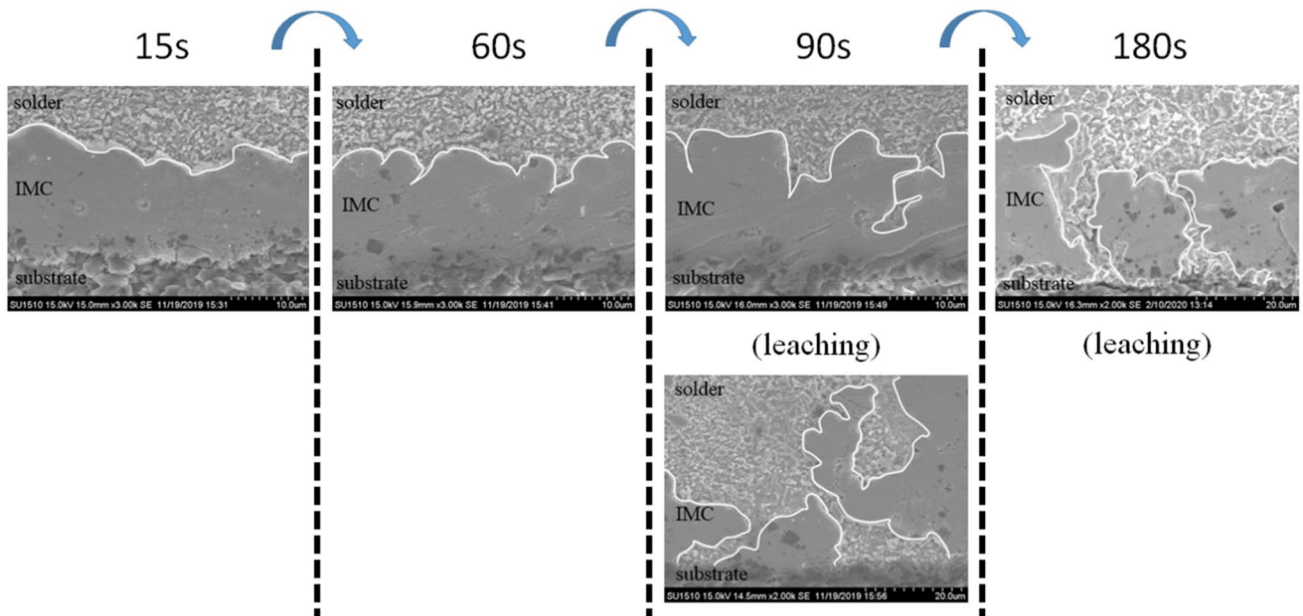 15s
60s
90s
180s
solder
IMC
substrate
SU1510 15.0kV 15.0mm x3.00k SE 11/19/2019 15:31 10.0um
solder
IMC
substrate
SU1510 15.0kV 15.9mm x3.00k SE 11/19/2019 15:41 10.0um
solder
IMC
substrate
SU1510 15.0kV 16.0mm x3.00k SE 11/19/2019 15:49 10.0um
solder
IMC
substrate
SU1510 15.0kV 16.3mm x2.00k SE 2/10/2020 13:14 20.0um
(leaching)
(leaching)
solder
IMC
substrate
SU1510 15.0kV 14.5mm x2.00k SE 11/19/2019 15:56 20.0um